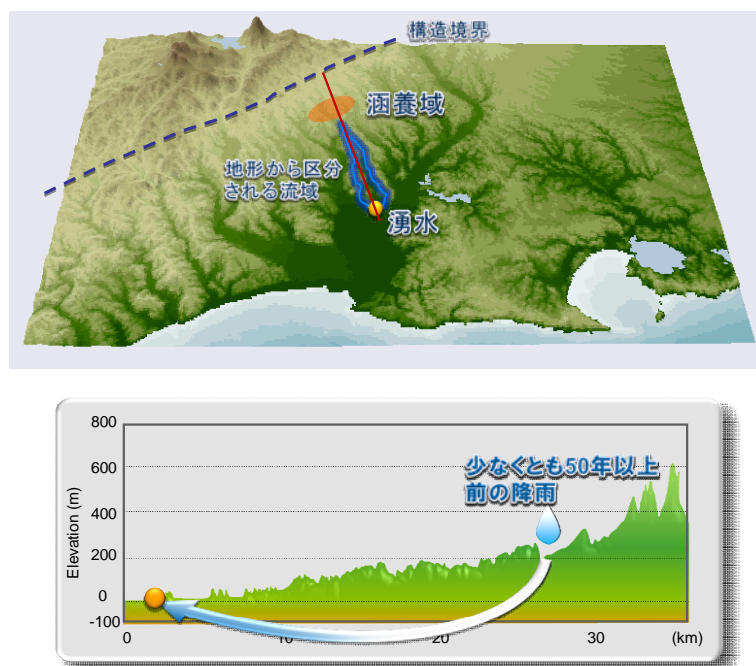 構造境界
涵養域
地形から区分
される流域
湧水
800
600
400
200
0
-100
Elevation (m)
少なくとも50年以上
前の降雨
0 10 20 30 (km)